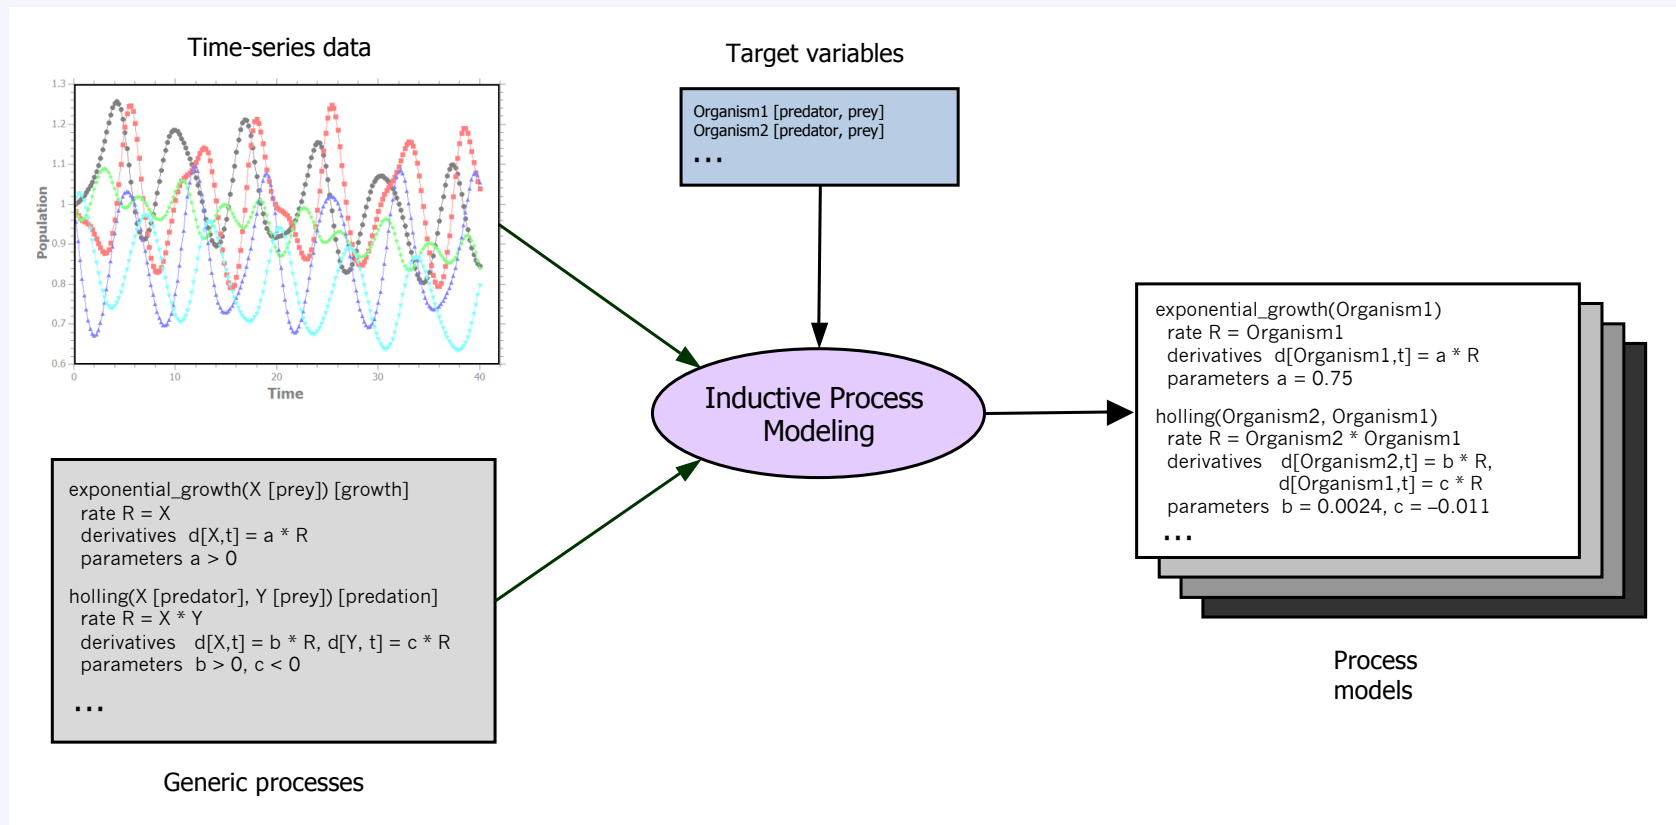 Time-series data
1.3
1.2
1.1
1
0.9
0.8
0.7
0.6
Population
0
10
20
30
40
Time
Target variables
Organism1 [predator, prey]
Organism2 [predator, prey]
...
exponential_growth(X [prey]) [growth]
rate R = X
derivatives d[X,t] = a * R
parameters a > 0
holling(X [predator], Y [prey]) [predation]
rate R = X * Y
derivatives d[X,t] = b * R, d[Y, t] = c * R
parameters b > 0, c < 0
...
Generic processes
Inductive Process
Modeling
exponential_growth(Organism1)
rate R = Organism1
derivatives d[Organism1,t] = a * R
parameters a = 0.75
holling(Organism2, Organism1)
rate R = Organism2 * Organism1
derivatives d[Organism2,t] = b * R,
d[Organism1,t] = c * R
parameters b = 0.0024, c = –0.011
...
Process
models